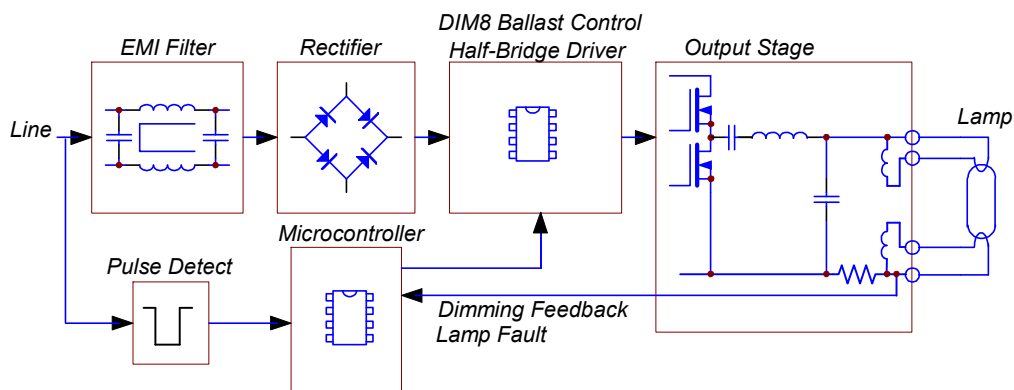 DIM8 Ballast Control
Half-Bridge Driver
EMI Filter
Rectifier
Output Stage
Line
Lamp
Microcontroller
Pulse Detect
Dimming Feedback
Lamp Fault